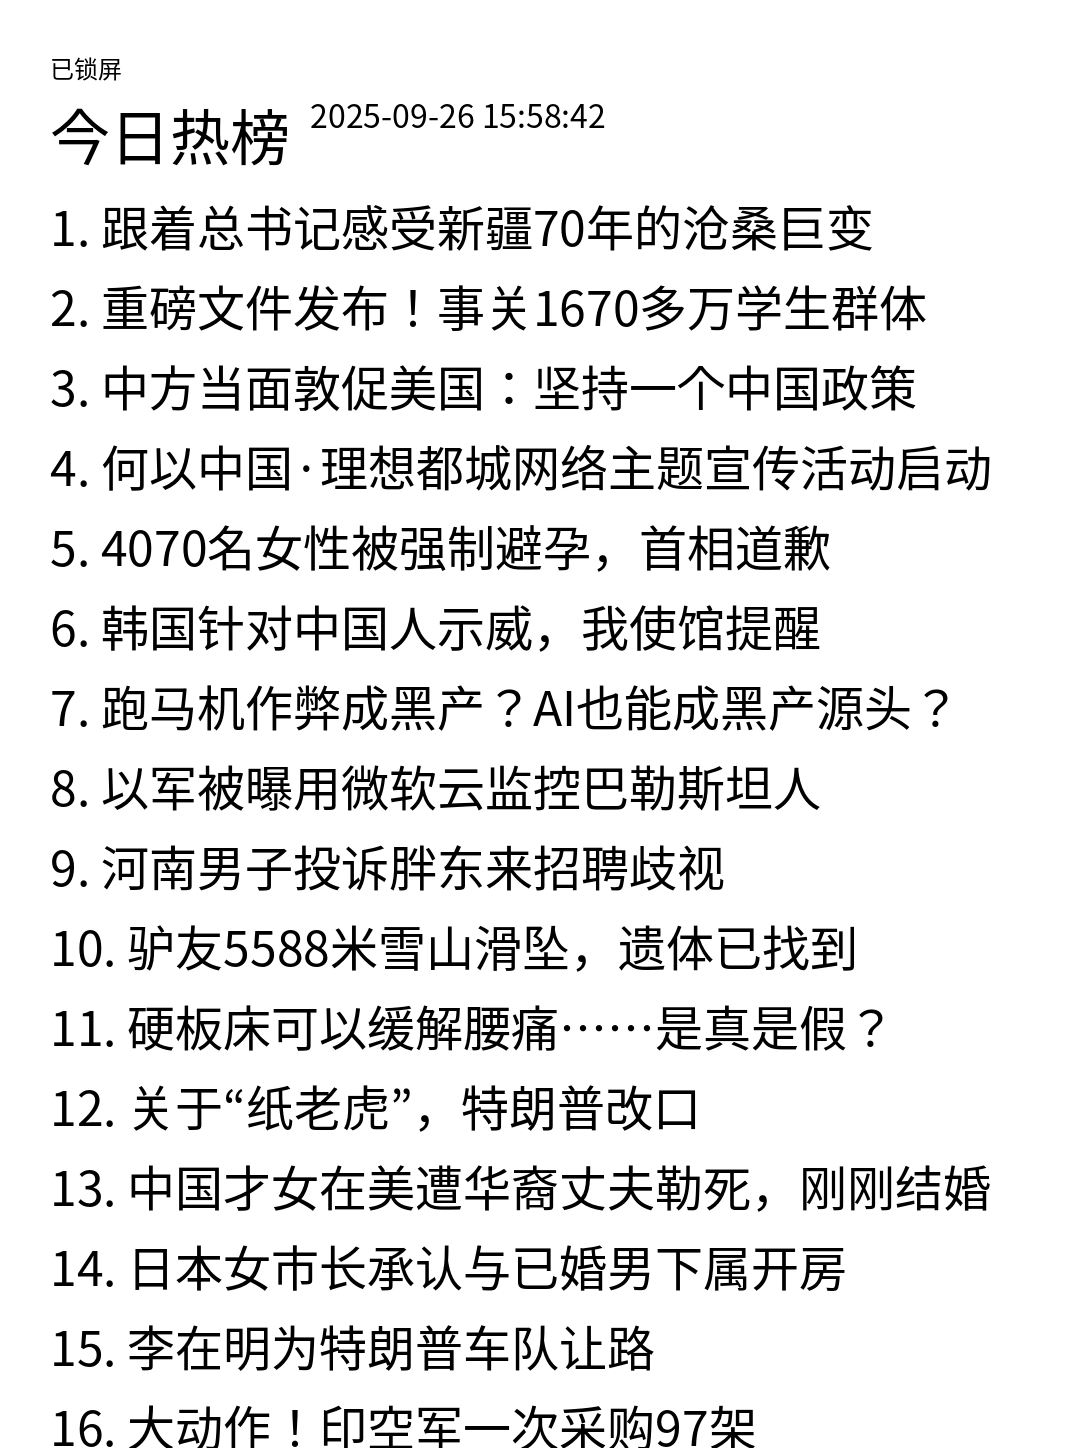 已锁屏
今日热榜 2025-09-26 15:58:42
1. 跟着总书记感受新疆70年的沧桑巨变
2. 重磅文件发布！事关1670多万学生群体
3. 中方当面敦促美国：坚持一个中国政策
4. 何以中国·理想都城网络主题宣传活动启动
5. 4070名女性被强制避孕，首相道歉
6. 韩国针对中国人示威，我使馆提醒
7. 跑马机作弊成黑产？AI也能成黑产源头？
8. 以军被曝用微软云监控巴勒斯坦人
9. 河南男子投诉胖东来招聘歧视
10. 驴友5588米雪山滑坠，遗体已找到
11. 硬板床可以缓解腰痛……是真是假？
12. 关于“纸老虎”，特朗普改口
13. 中国才女在美遭华裔丈夫勒死，刚刚结婚
14. 日本女市长承认与已婚男下属开房
15. 李在明为特朗普车队让路
16. 大动作！印空军一次采购97架